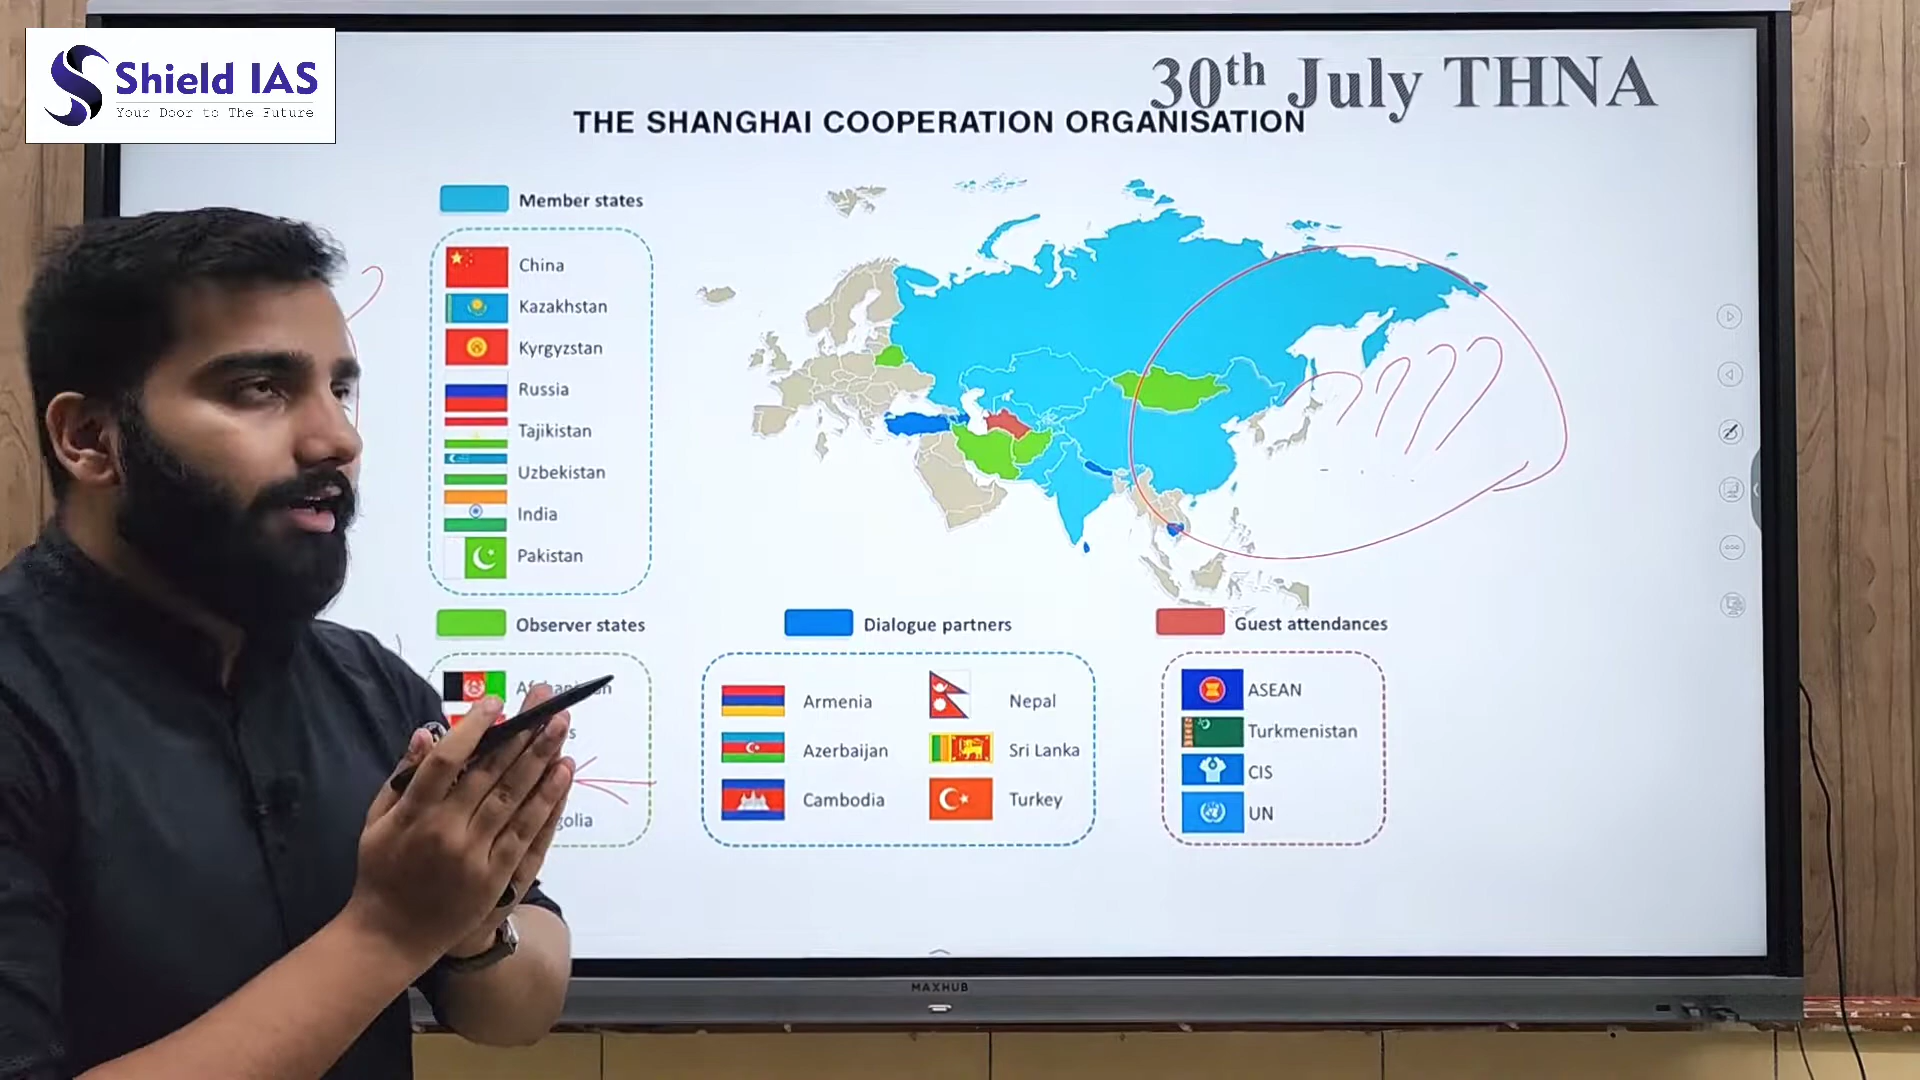 Shield IAS
Your Door to The Future
30th July THNA
THE SHANGHAI COOPERATION ORGANISATION
Member states
China
Kazakhstan
Kyrgyzstan
Russia
Tajikistan
Uzbekistan
India
Pakistan
Observer states
Dialogue partners
Armenia
Azerbaijan
Cambodia
Nepal
Sri Lanka
Turkey
Guest attendances
ASEAN
Turkmenistan
CIS
UN
MAXHUB